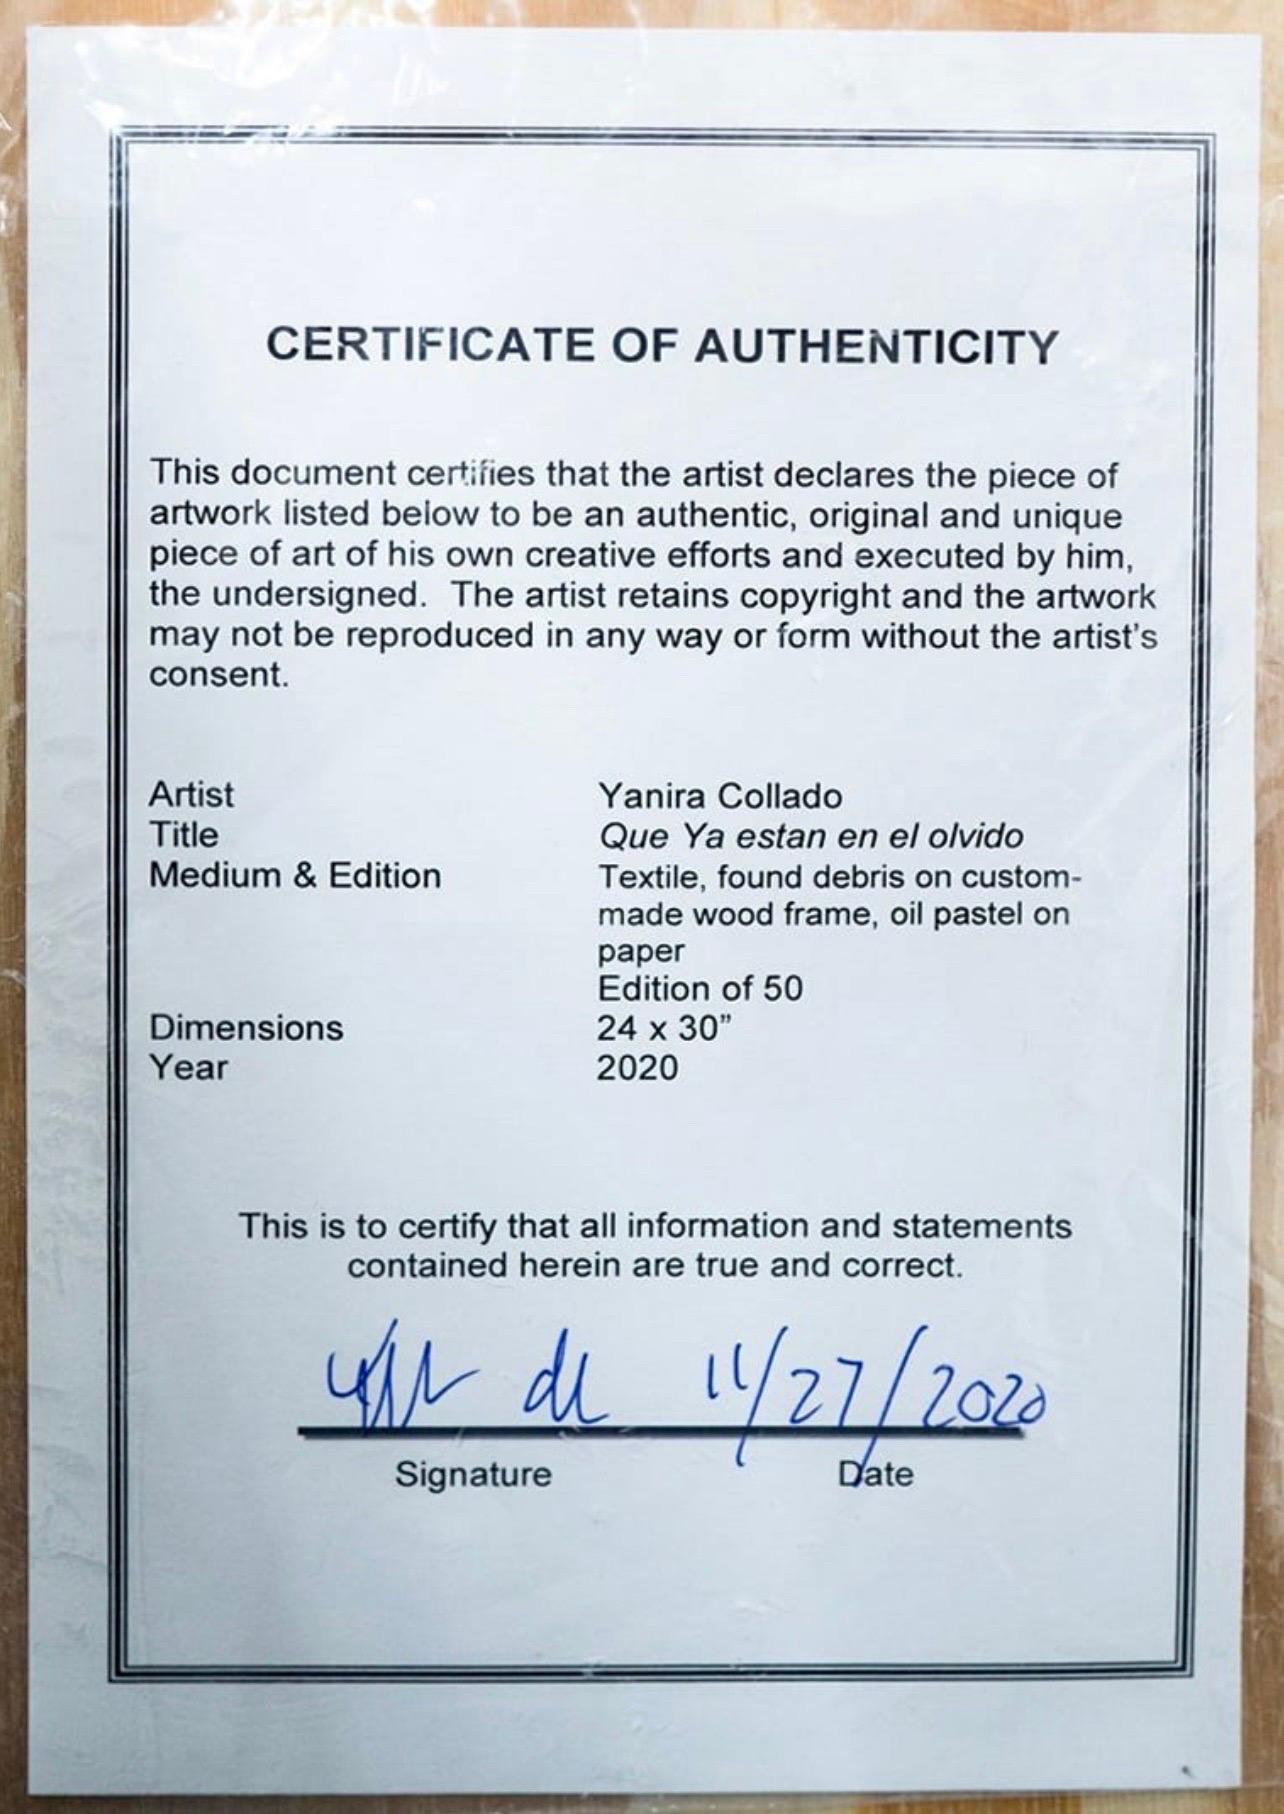 CERTIFICATE OF AUTHENTICITY
This document certifies that the artist declares the piece of
artwork listed below to be an authentic, original and unique
piece of art of his own creative efforts and executed by him,
the undersigned.  The artist retains copyright and the artwork
may not be reproduced in any way or form without the artist's
consent.
Artist Yanira Collado
Title Que Ya estan en el olvido
Medium & Edition Textile, found debris on custom-
made wood frame, oil pastel on
paper
Edition of 50
Dimensions 24 x 30”
Year 2020
This is to certify that all information and statements
contained herein are true and correct.
11/27/2020
Signature Date